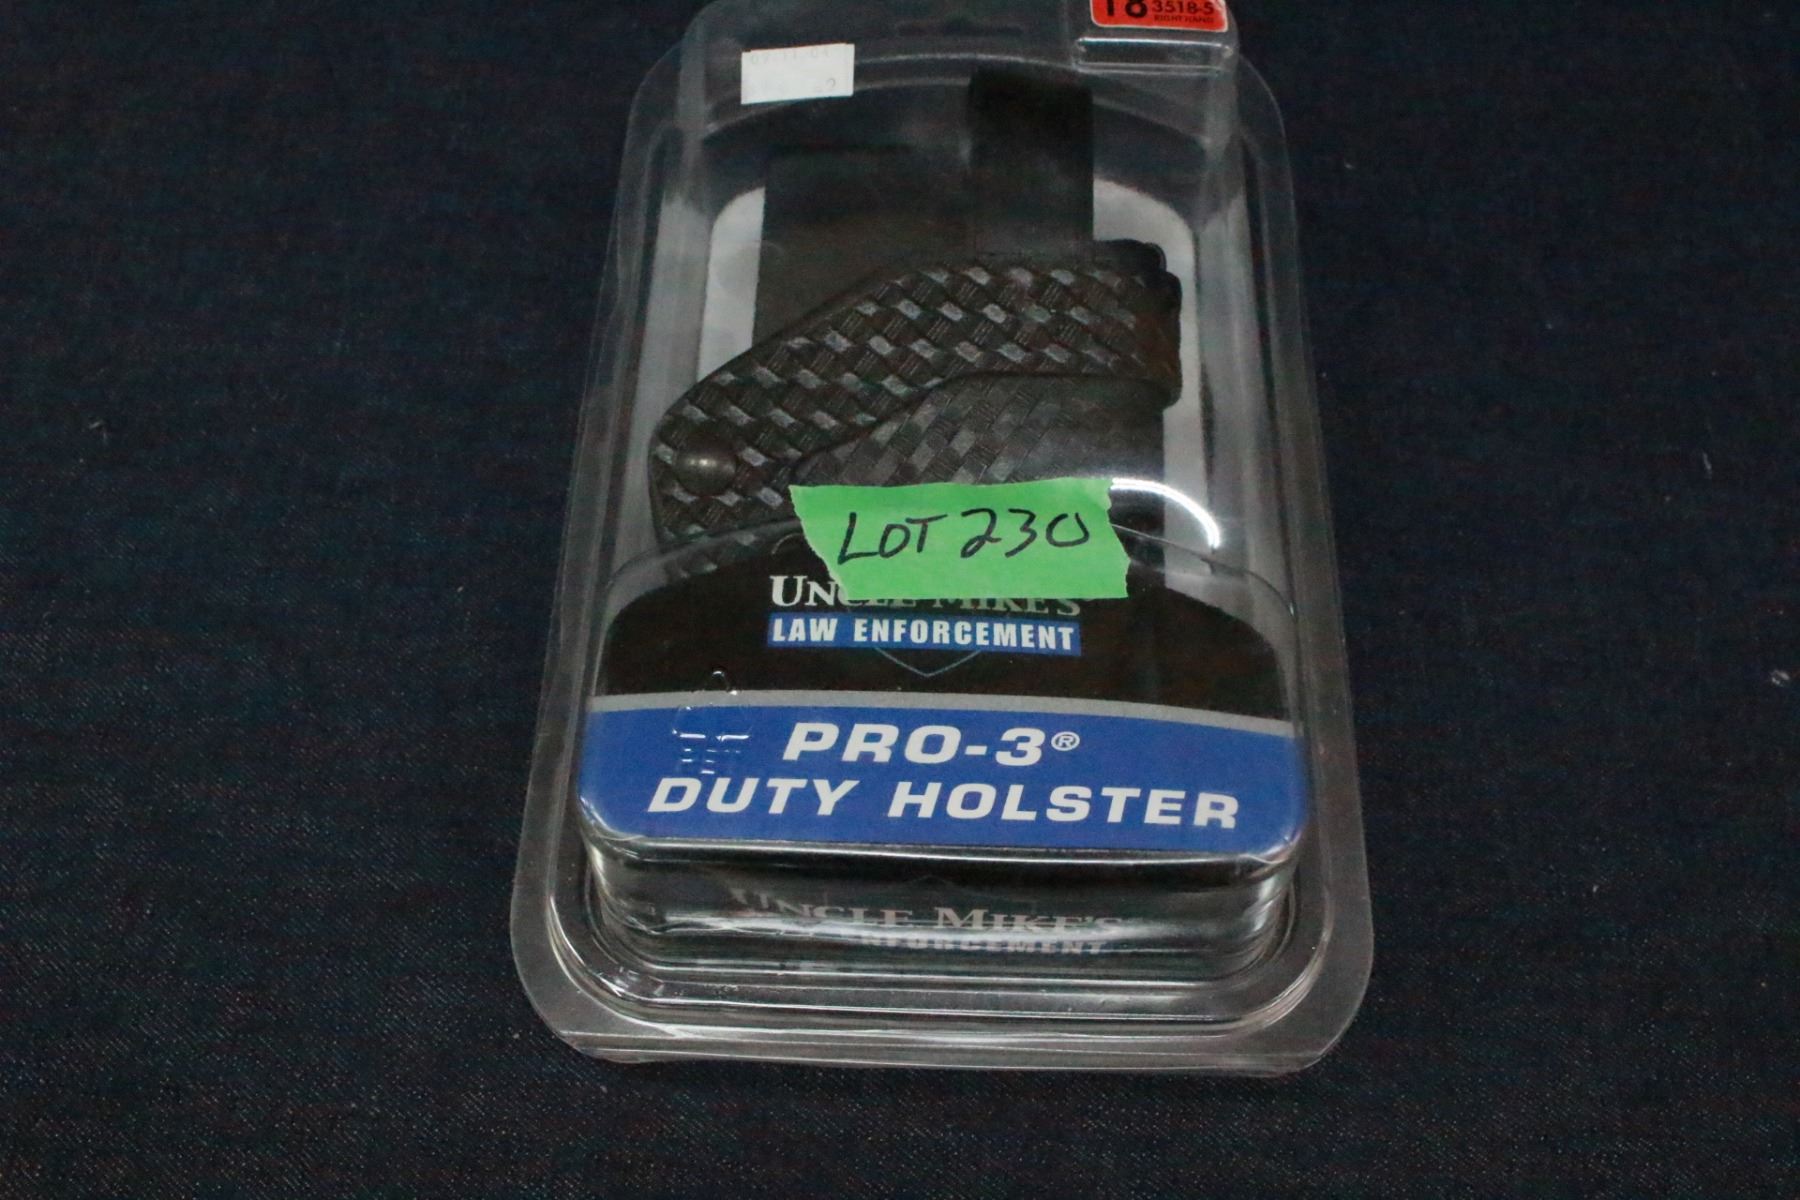 18 3518-5
RIGHT HAND
LOT 230
UNCLE MIKE'S
LAW ENFORCEMENT
PRO-3®
DUTY HOLSTER
UNCLE MIKE'S
ENFORCEMENT